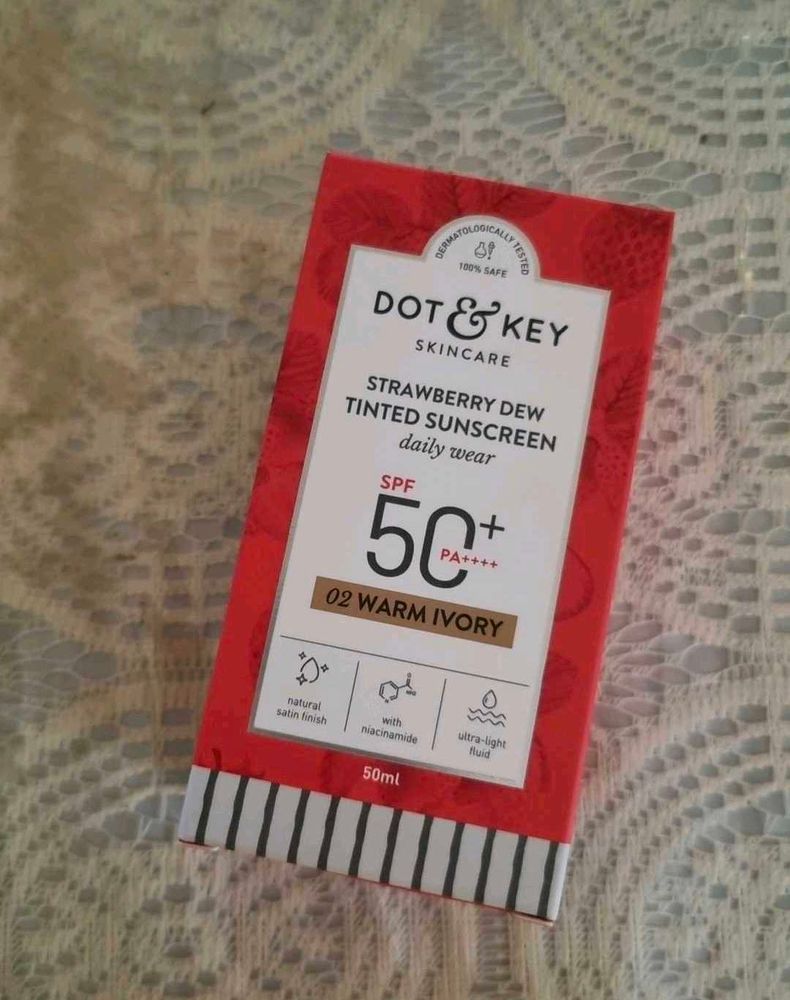 DERMATOLOGICALLY TESTED
100% SAFE
DOT & KEY
SKINCARE
STRAWBERRY DEW
TINTED SUNSCREEN
daily wear
SPF
50+
PA++++
02 WARM IVORY
natural
satin finish
with
niacinamide
ultra-light
fluid
50ml